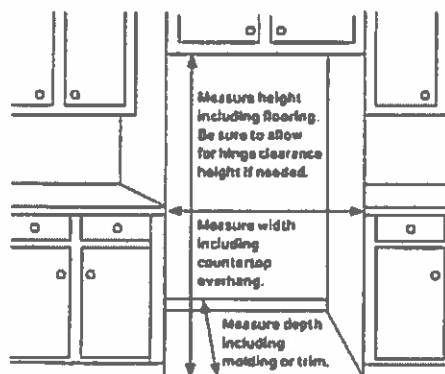 Measure height
including flooring.
Be sure to allow
for hinge clearance
height if needed.
Measure width
including
countertop
overhang.
Measure depth
including
molding or trim.